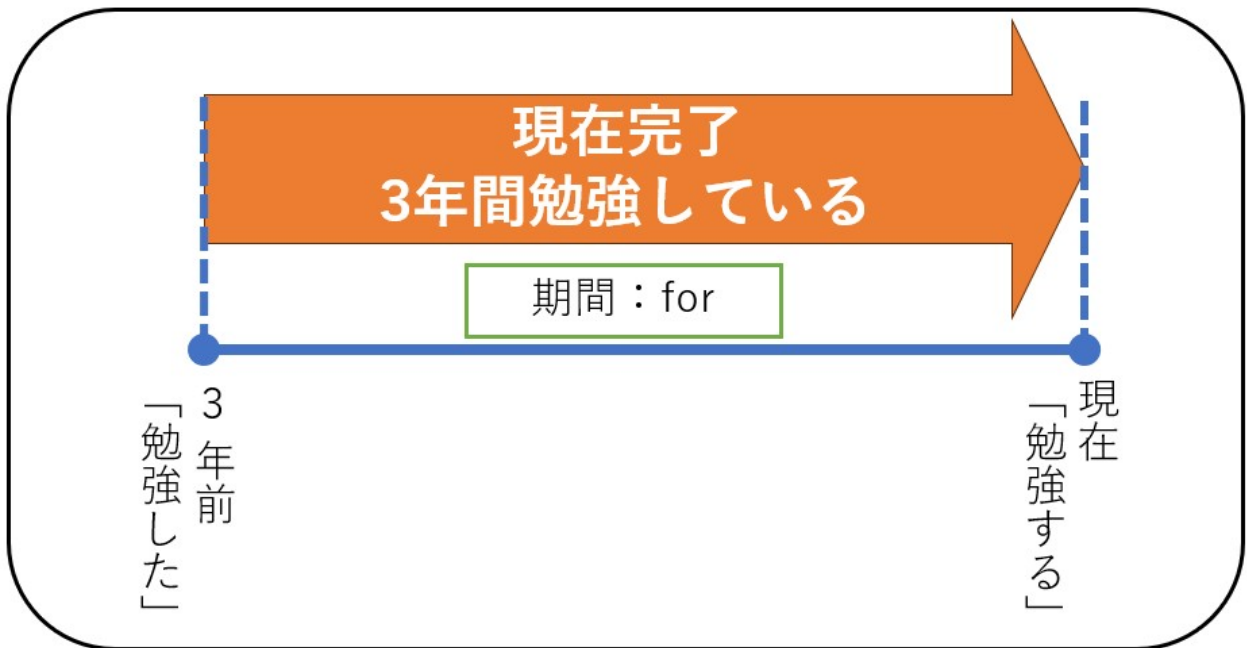 現在完了
3年間勉強している
期間：for
3年前
「勉強した」
現在
「勉強する」